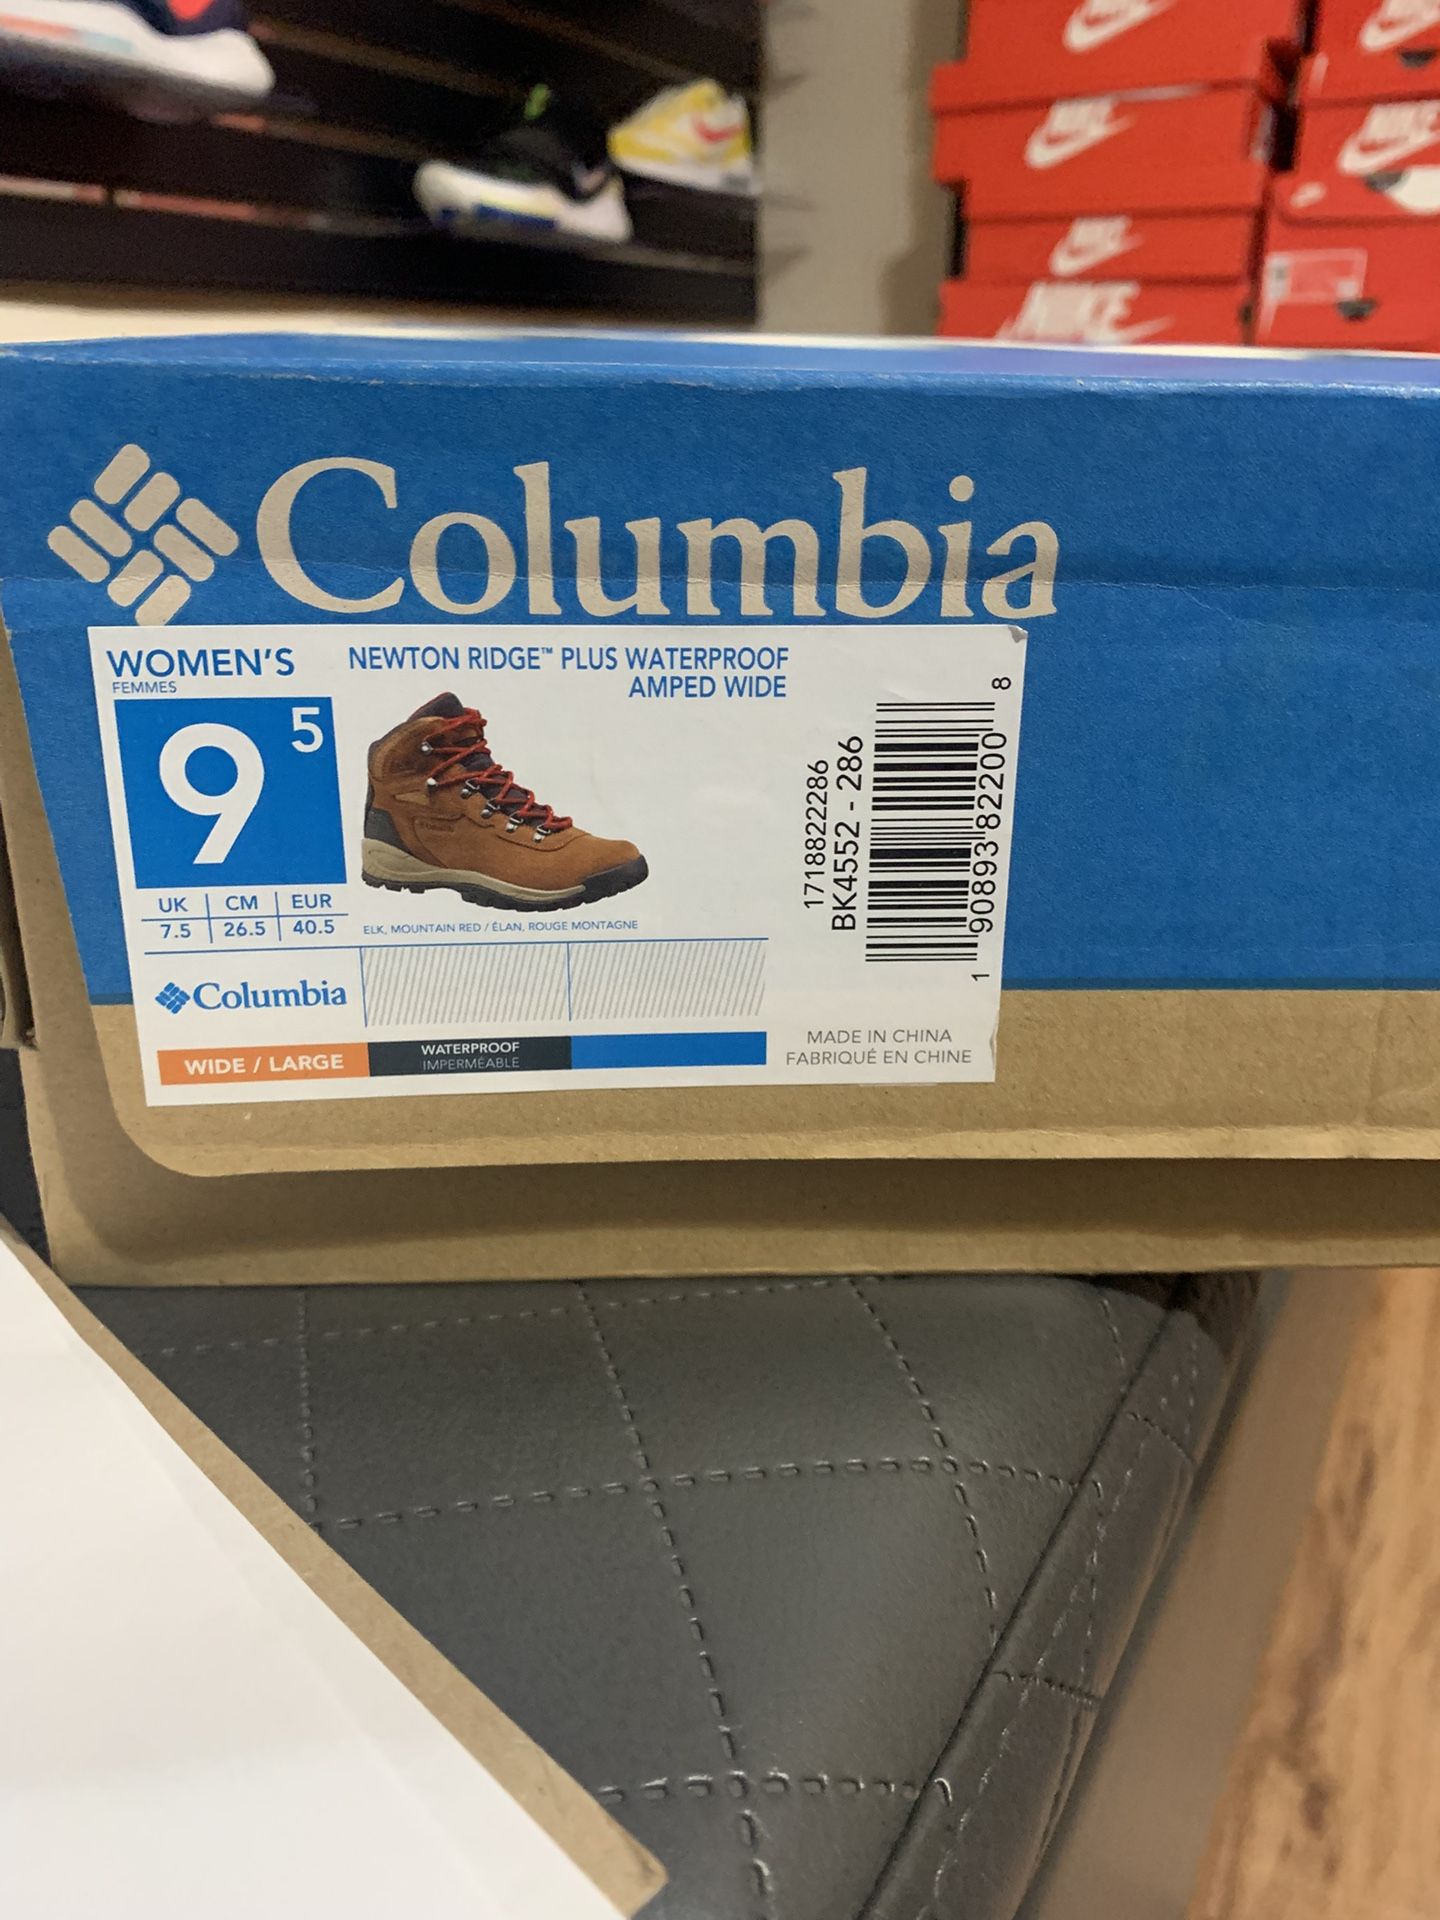 NIKE
NIKE
NIKE
NIKE
Columbia
WOMEN'S
FEMMES
NEWTON RIDGE™ PLUS WATERPROOF
AMPED WIDE
9 5
UK CM EUR
7.5 26.5 40.5
ELK, MOUNTAIN RED / ÉLAN, ROUGE MONTAGNE
1718822286
BK4552 - 286
1 90893 82200 8
Columbia
WIDE / LARGE
WATERPROOF
IMPERMÉABLE
MADE IN CHINA
FABRIQUÉ EN CHINE